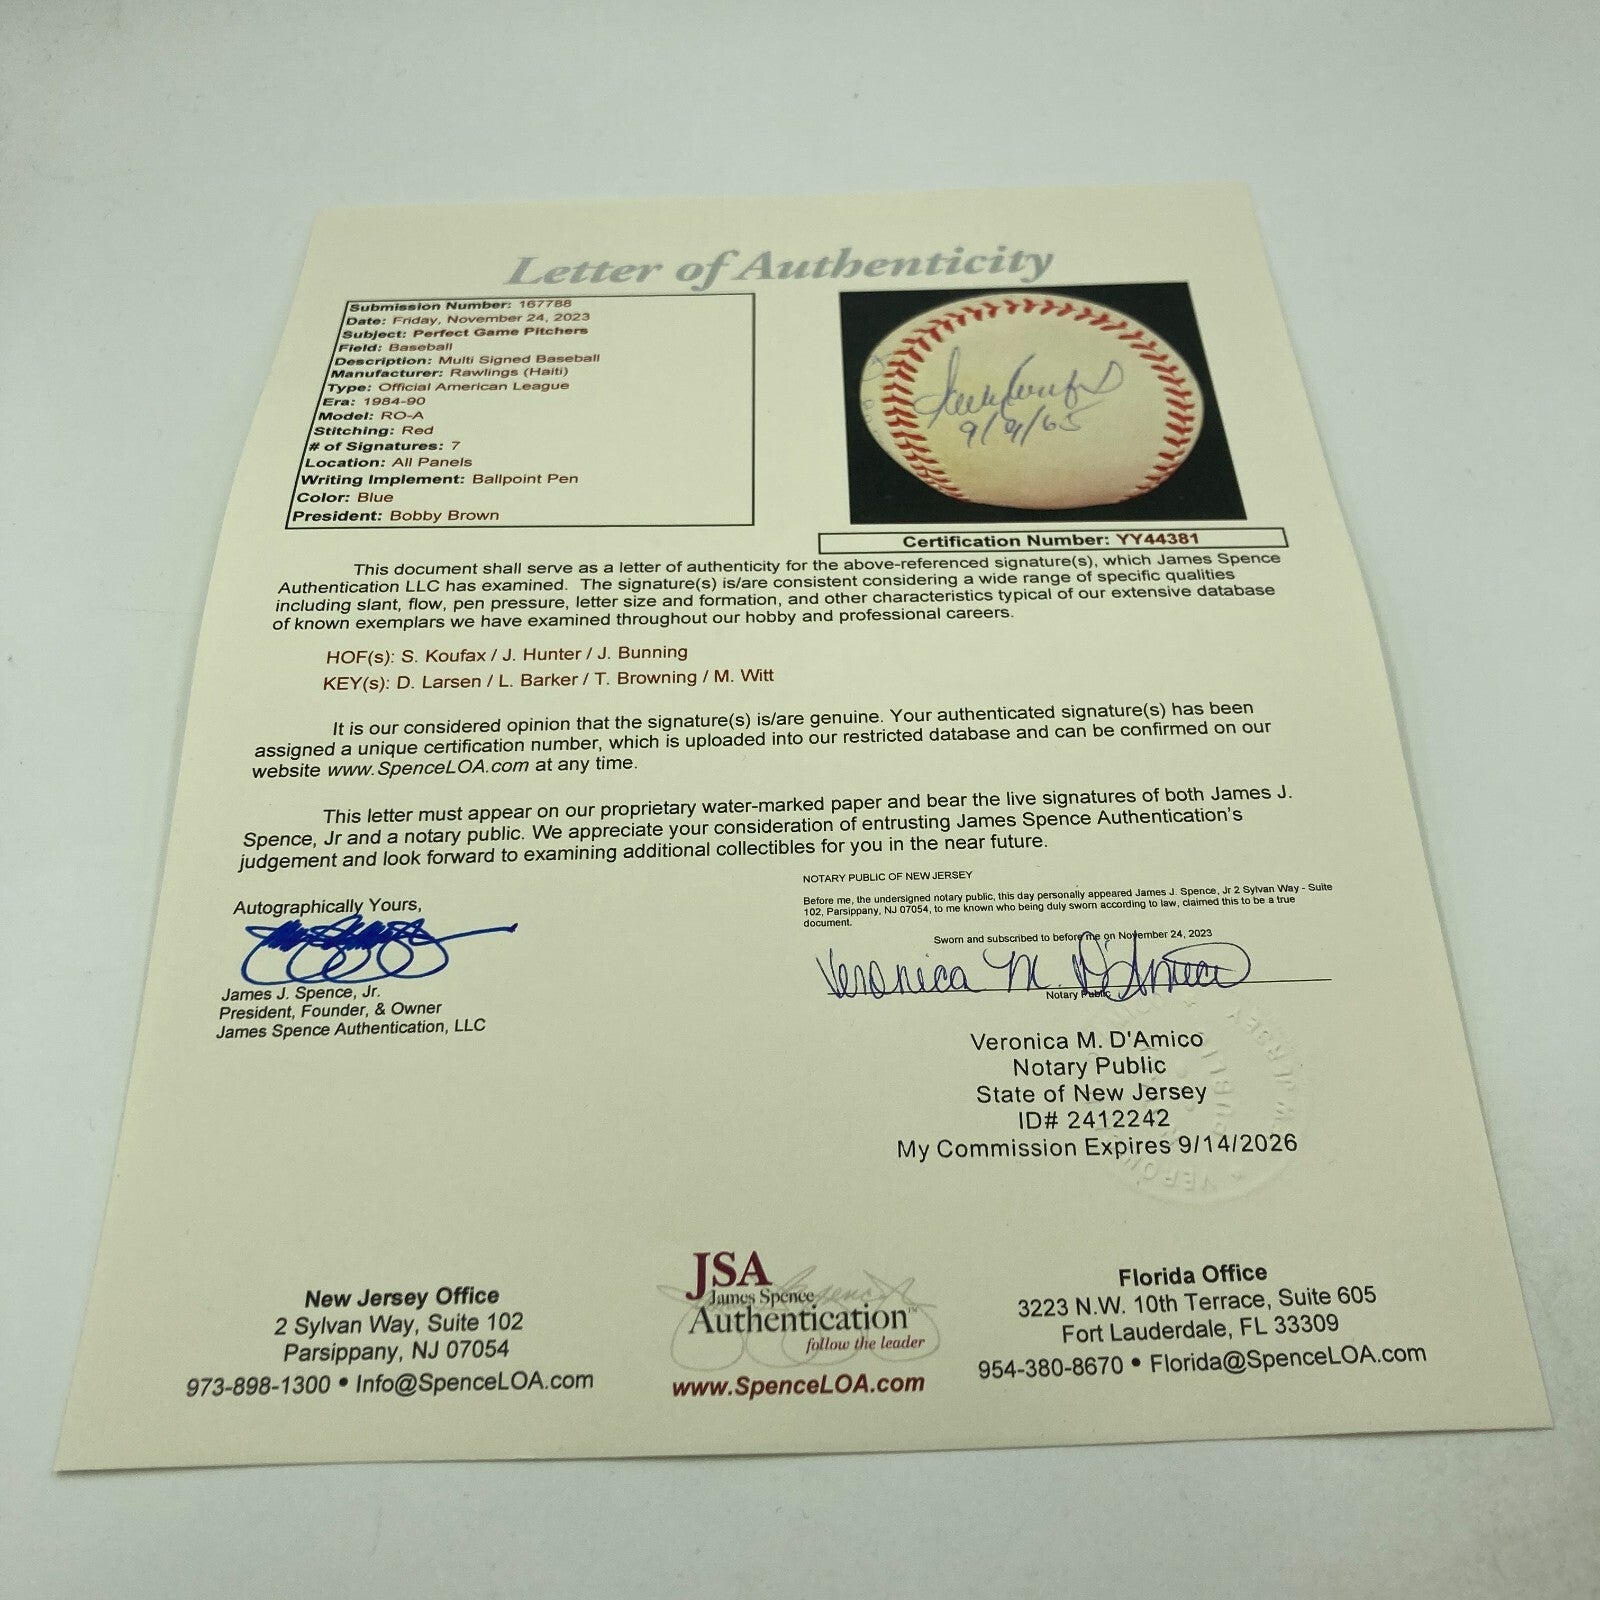 Letter of Authenticity
Submission Number: 167788
Date: Friday, November 24, 2023
Subject: Perfect Game Pitchers
Field: Baseball
Description: Multi Signed Baseball
Manufacturer: Rawlings (Haiti)
Type: Official American League
Era: 1984-90
Model: RO-A
Stitching: Red
# of Signatures: 7
Location: All Panels
Writing Implement: Ballpoint Pen
Color: Blue
President: Bobby Brown
Sandy Koufax
9/9/65
Certification Number: YY44381
This document shall serve as a letter of authenticity for the above-referenced signature(s), which James Spence
Authentication LLC has examined. The signature(s) is/are consistent considering a wide range of specific qualities
including slant, flow, pen pressure, letter size and formation, and other characteristics typical of our extensive database
of known exemplars we have examined throughout our hobby and professional careers.
HOF(s): S. Koufax / J. Hunter / J. Bunning
KEY(s): D. Larsen / L. Barker / T. Browning / M. Witt
It is our considered opinion that the signature(s) is/are genuine. Your authenticated signature(s) has been
assigned a unique certification number, which is uploaded into our restricted database and can be confirmed on our
website www.SpenceLOA.com at any time.
This letter must appear on our proprietary water-marked paper and bear the live signatures of both James J.
Spence, Jr and a notary public. We appreciate your consideration of entrusting James Spence Authentication's
judgement and look forward to examining additional collectibles for you in the near future.
Autographically Yours,
James J. Spence, Jr.
President, Founder, & Owner
James Spence Authentication, LLC
NOTARY PUBLIC OF NEW JERSEY
Before me, the undersigned notary public, this day personally appeared James J. Spence, Jr 2 Sylvan Way - Suite
102, Parsippany, NJ 07054, to me known who being duly sworn according to law, claimed this to be a true
document.
Sworn and subscribed to before me on November 24, 2023
Veronica M. D'Amico
Notary Public
Veronica M. D'Amico
Notary Public
State of New Jersey
ID# 2412242
My Commission Expires 9/14/2026
New Jersey Office
2 Sylvan Way, Suite 102
Parsippany, NJ 07054
973-898-1300 • Info@SpenceLOA.com
JSA
James Spence
Authentication™
follow the leader
www.SpenceLOA.com
Florida Office
3223 N.W. 10th Terrace, Suite 605
Fort Lauderdale, FL 33309
954-380-8670 • Florida@SpenceLOA.com